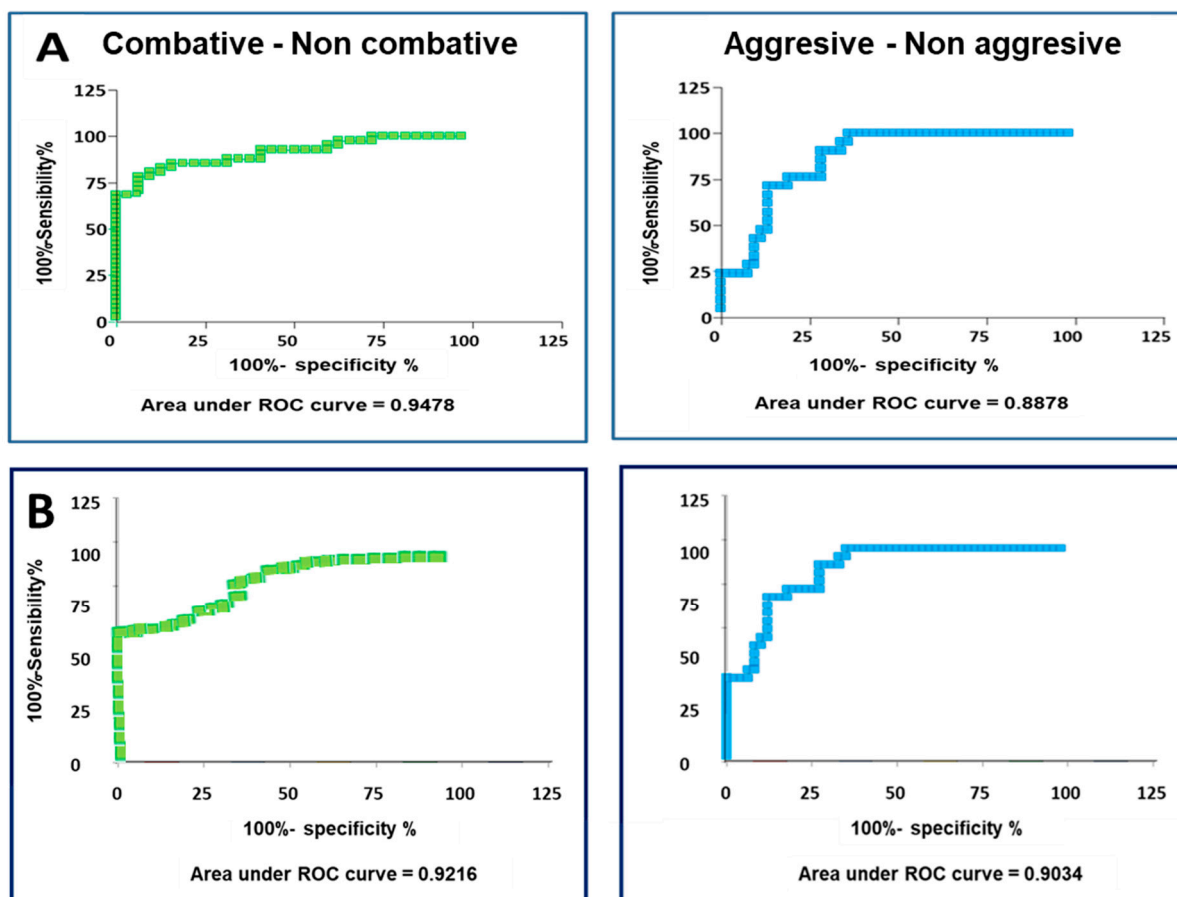 A
Combative - Non combative
125
100
75
50
25
0
100%-Sensibility%
0 25 50 75 100 125
100%- specificity %
Area under ROC curve = 0.9478
Aggresive - Non aggresive
125
100
75
50
25
0
100%-Sensibility%
0 25 50 75 100 125
100%- specificity %
Area under ROC curve = 0.8878
B
125
100
75
50
25
0
100%-Sensibility%
0 25 50 75 100 125
100%- specificity %
Area under ROC curve = 0.9216
125
100
75
50
25
0
0 25 50 75 100 125
100%- specificity %
Area under ROC curve = 0.9034